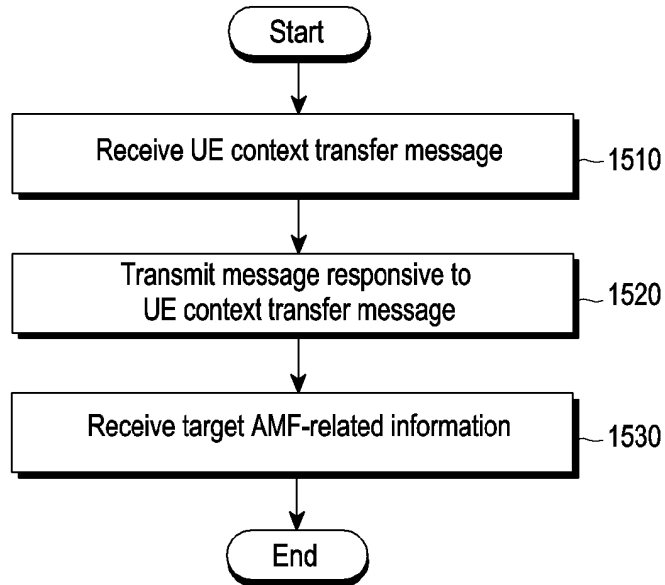 Start
Receive UE context transfer message
1510
Transmit message responsive to
UE context transfer message
1520
Receive target AMF-related information
1530
End